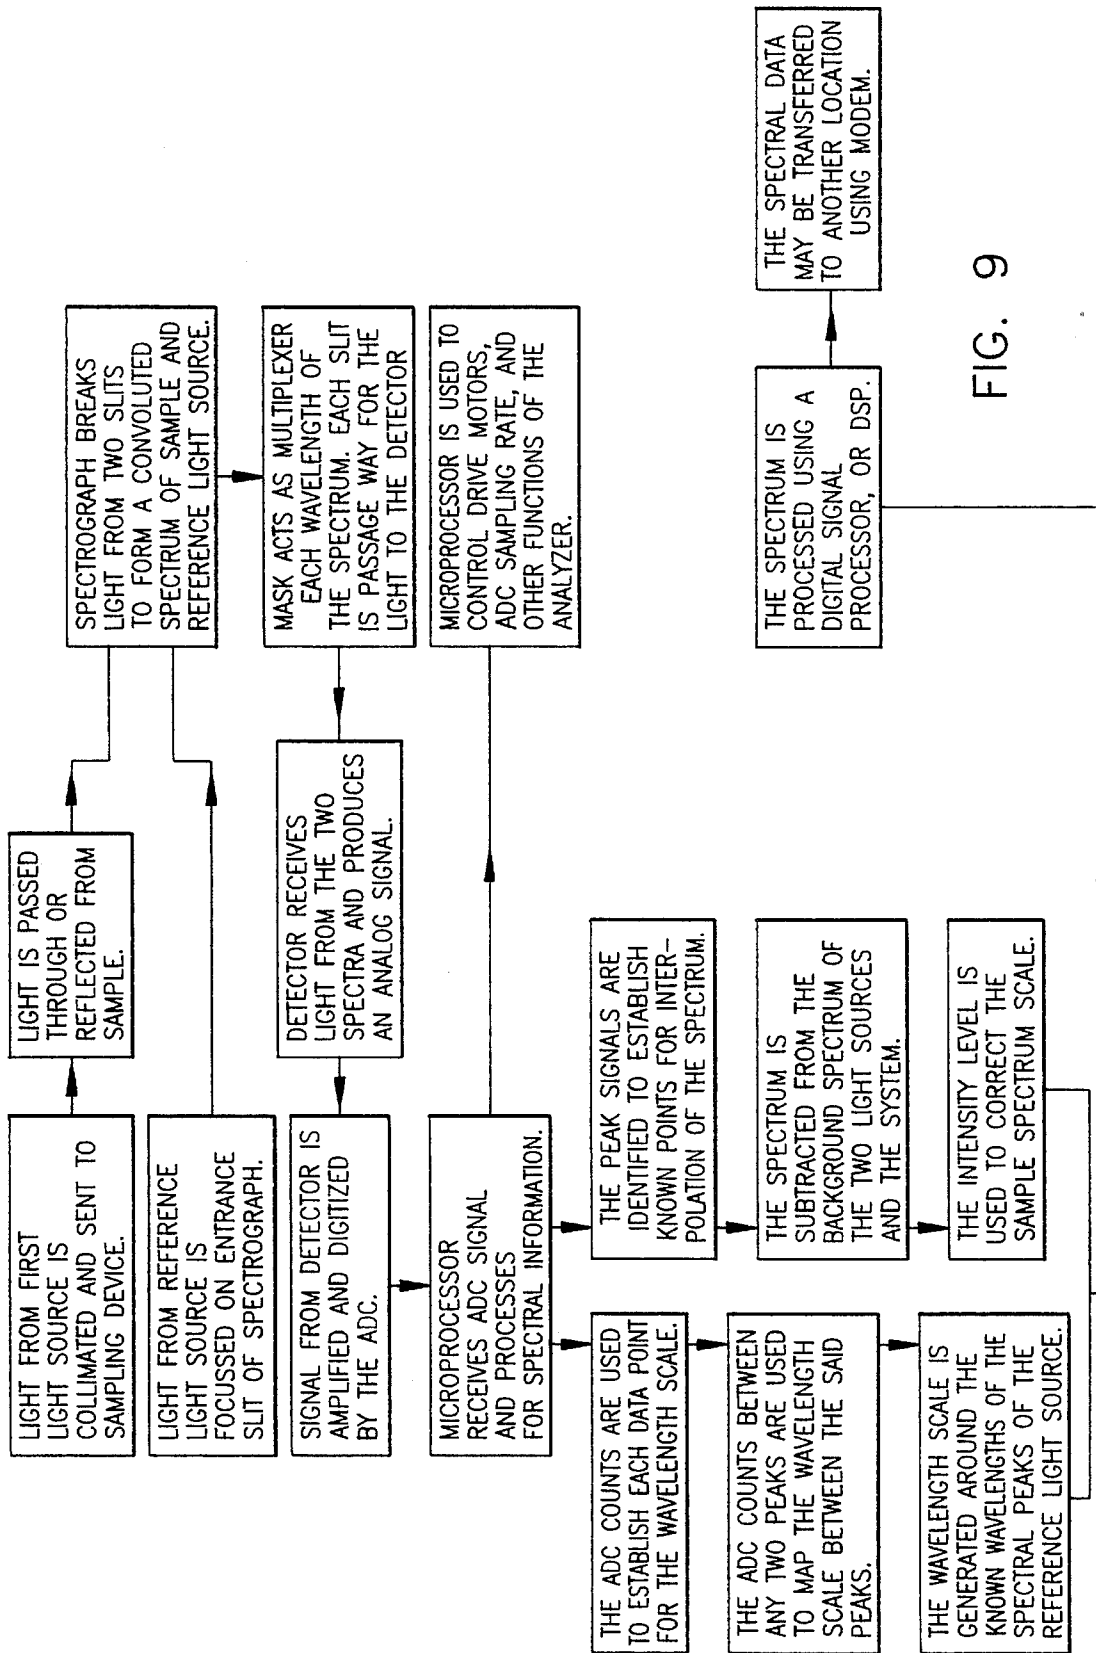 LIGHT FROM FIRST
LIGHT SOURCE IS
COLLIMATED AND SENT TO
SAMPLING DEVICE.
LIGHT IS PASSED
THROUGH OR
REFLECTED FROM
SAMPLE.
SPECTROGRAPH BREAKS
LIGHT FROM TWO SLITS
TO FORM A CONVOLUTED
SPECTRUM OF SAMPLE AND
REFERENCE LIGHT SOURCE.
LIGHT FROM REFERENCE
LIGHT SOURCE IS
FOCUSSED ON ENTRANCE
SLIT OF SPECTROGRAPH.
MASK ACTS AS MULTIPLEXER
EACH WAVELENGTH OF
THE SPECTRUM. EACH SLIT
IS PASSAGE WAY FOR THE
LIGHT TO THE DETECTOR
DETECTOR RECEIVES
LIGHT FROM THE TWO
SPECTRA AND PRODUCES
AN ANALOG SIGNAL.
SIGNAL FROM DETECTOR IS
AMPLIFIED AND DIGITIZED
BY THE ADC.
MICROPROCESSOR
RECEIVES ADC SIGNAL
AND PROCESSES
FOR SPECTRAL INFORMATION.
MICROPROCESSOR IS USED TO
CONTROL DRIVE MOTORS,
ADC SAMPLING RATE, AND
OTHER FUNCTIONS OF THE
ANALYZER.
THE ADC COUNTS ARE USED
TO ESTABLISH EACH DATA POINT
FOR THE WAVELENGTH SCALE.
THE PEAK SIGNALS ARE
IDENTIFIED TO ESTABLISH
KNOWN POINTS FOR INTER-
POLATION OF THE SPECTRUM.
THE ADC COUNTS BETWEEN
ANY TWO PEAKS ARE USED
TO MAP THE WAVELENGTH
SCALE BETWEEN THE SAID
PEAKS.
THE SPECTRUM IS
SUBTRACTED FROM THE
BACKGROUND SPECTRUM OF
THE TWO LIGHT SOURCES
AND THE SYSTEM.
THE WAVELENGTH SCALE IS
GENERATED AROUND THE
KNOWN WAVELENGTHS OF THE
SPECTRAL PEAKS OF THE
REFERENCE LIGHT SOURCE.
THE INTENSITY LEVEL IS
USED TO CORRECT THE
SAMPLE SPECTRUM SCALE.
THE SPECTRUM IS
PROCESSED USING A
DIGITAL SIGNAL
PROCESSOR, OR DSP.
THE SPECTRAL DATA
MAY BE TRANSFERRED
TO ANOTHER LOCATION
USING MODEM.
FIG. 9